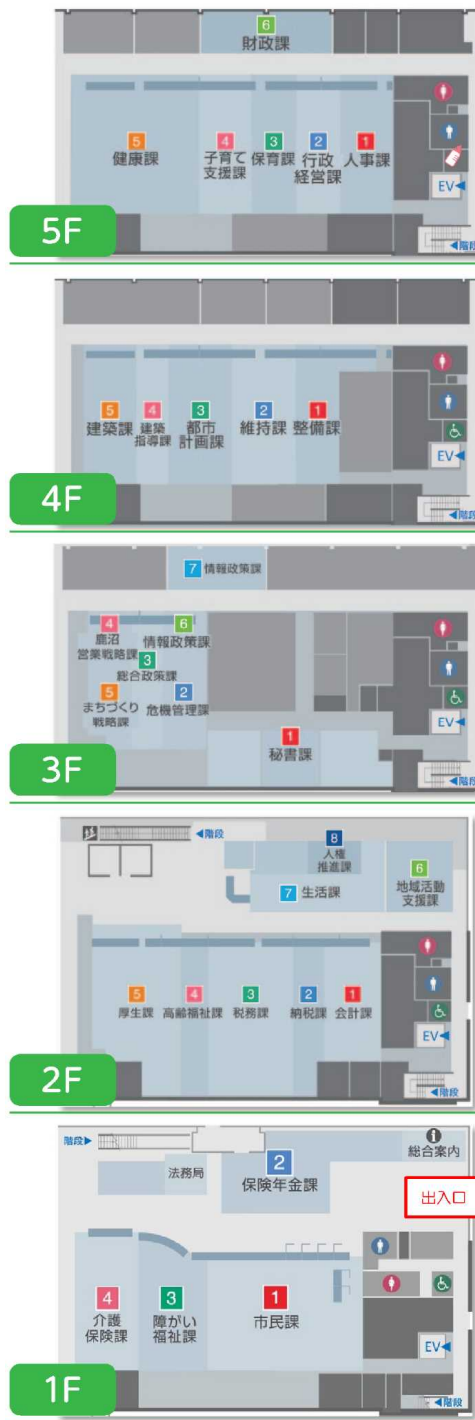 6
財政課
5
健康課
4
子育て
支援課
3
保育課
2
行政
経営課
1
人事課
EV◀
◀階段
5F
5
建築課
4
建築
指導課
3
都市
計画課
2
維持課
1
整備課
EV◀
◀階段
4F
7 情報政策課
4
鹿沼
営業戦略課
6
情報政策課
3
総合政策課
5
まちづくり
戦略課
2
危機管理課
1
秘書課
EV◀
◀階段
3F
◀階段
8
人権
推進課
7 生活課
6
地域活動
支援課
5
厚生課
4
高齢福祉課
3
税務課
2
納税課
1
会計課
EV◀
◀階段
2F
階段▶
法務局
2
保険年金課
総合案内
出入口
4
介護
保険課
3
障がい
福祉課
1
市民課
EV◀
◀階段
1F